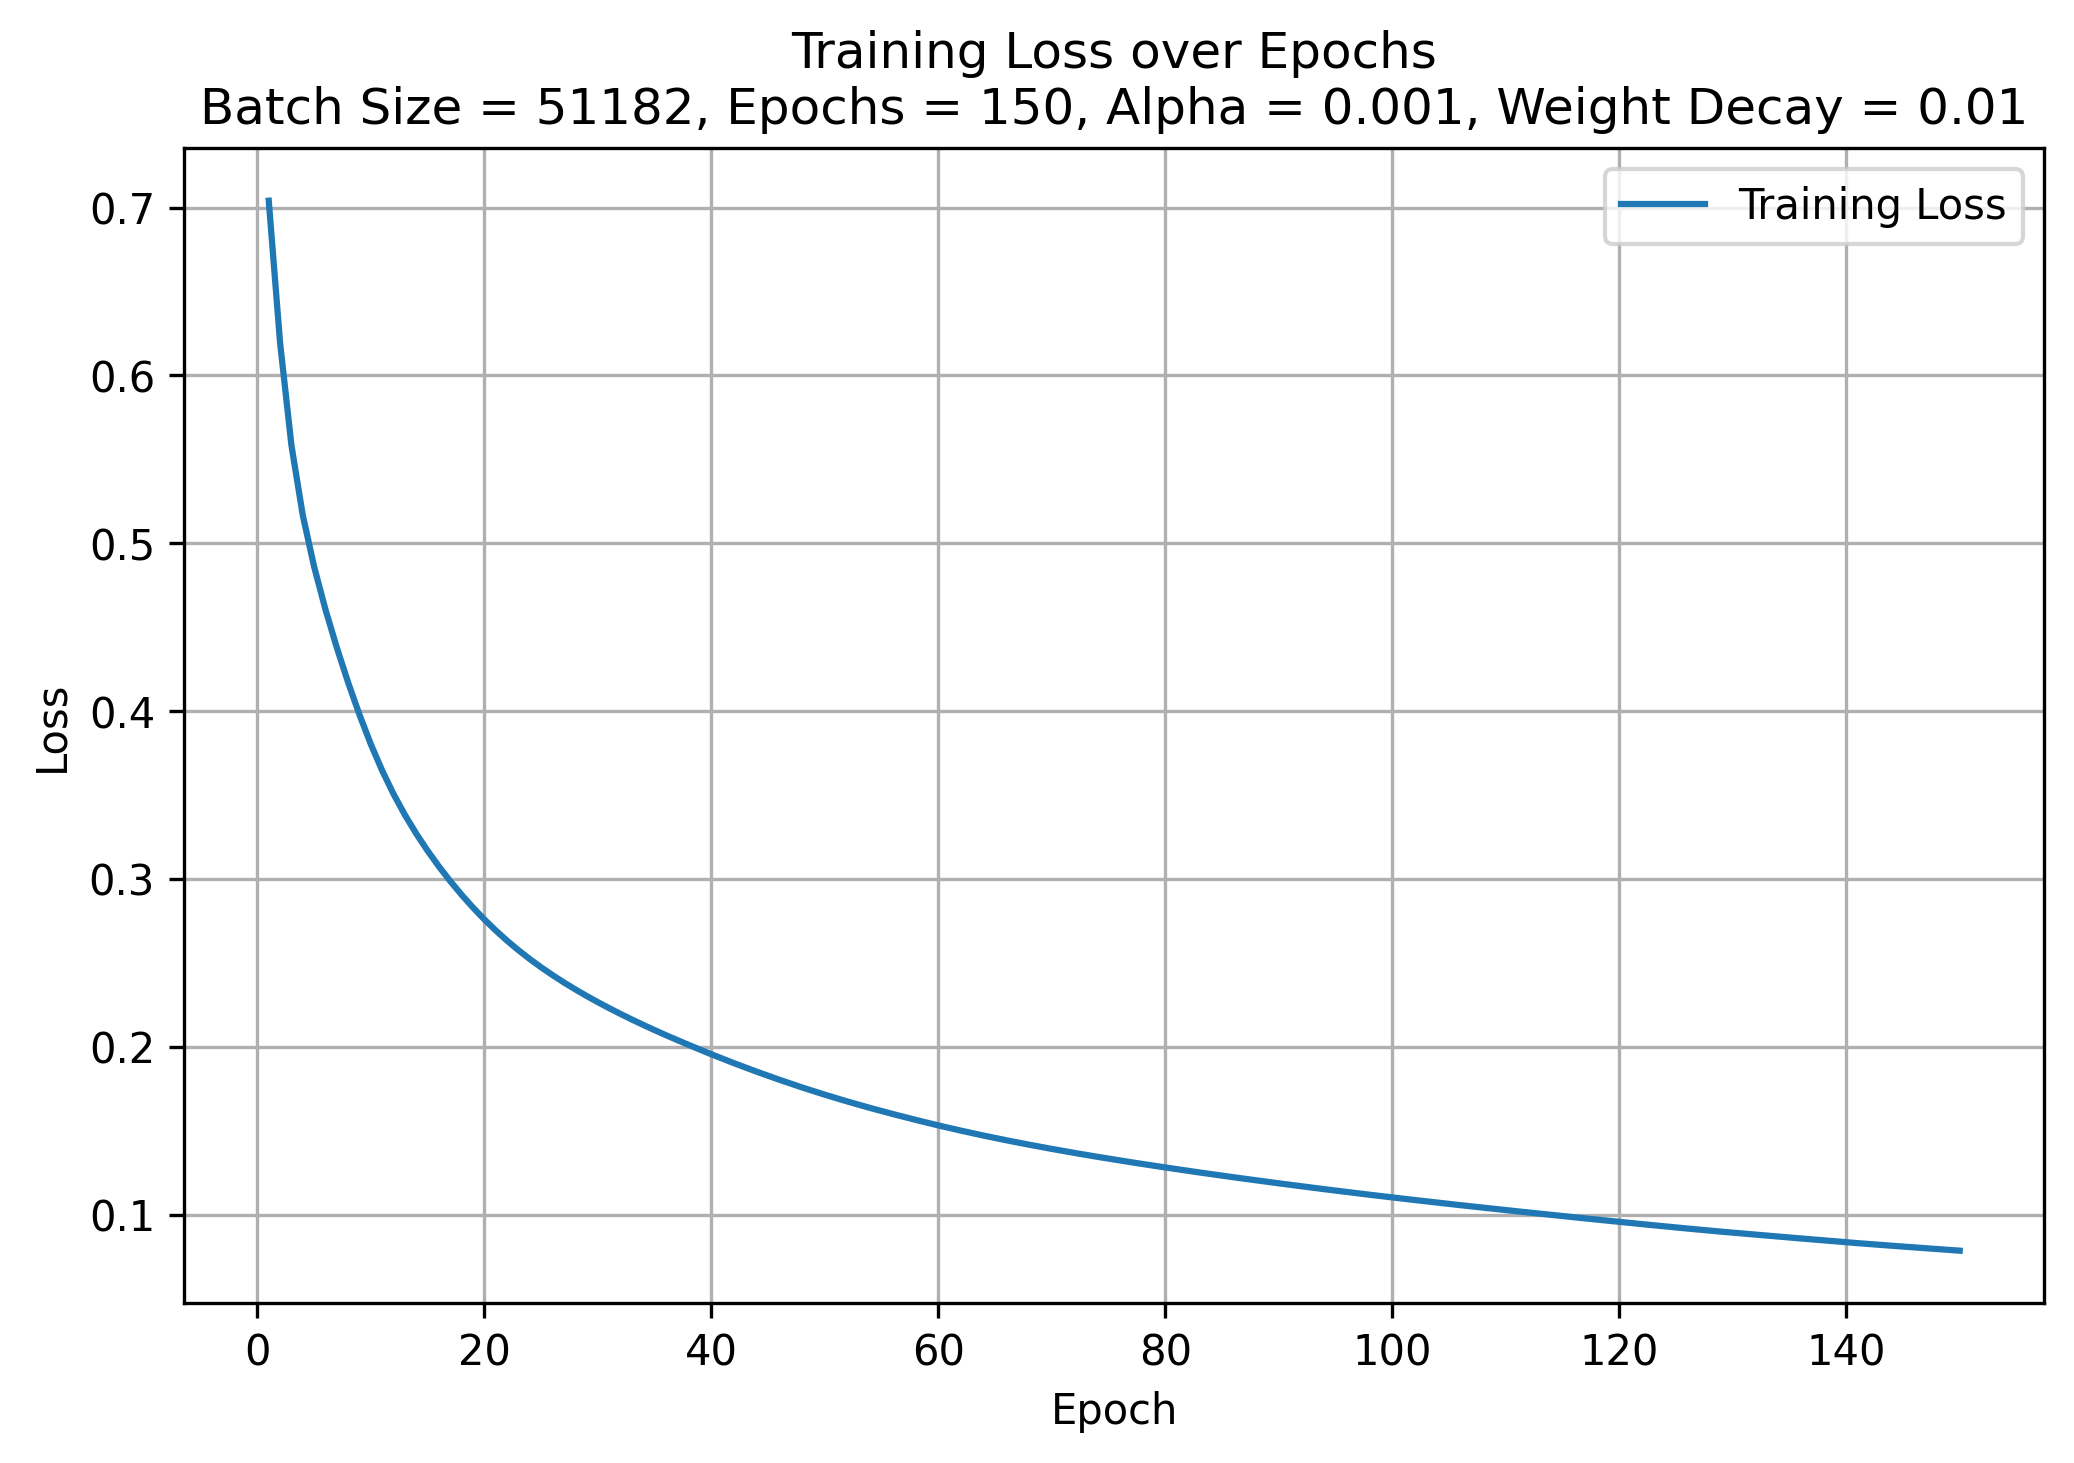 Training Loss over Epochs
Batch Size = 51182, Epochs = 150, Alpha = 0.001, Weight Decay = 0.01
Training Loss
0.7
0.6
0.5
0.4
0.3
0.2
0.1
Loss
0 20 40 60 80 100 120 140
Epoch